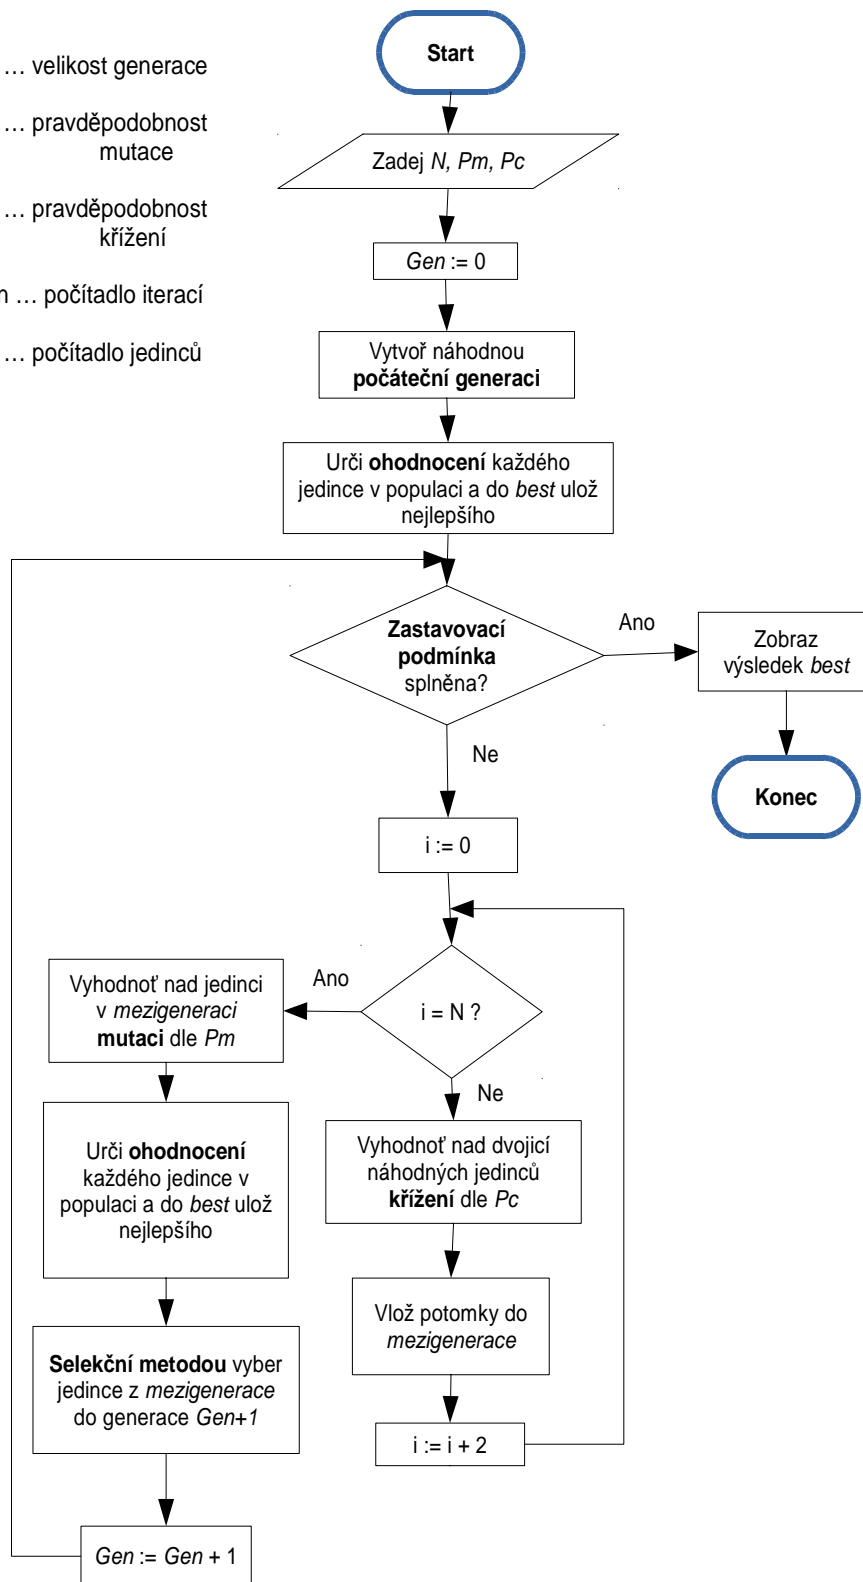 Start
… velikost generace
… pravděpodobnost
mutace
… pravděpodobnost
křížení
n … počítadlo iterací
… počítadlo jedinců
Zadej N, Pm, Pc
Gen := 0
Vytvoř náhodnou
počáteční generaci
Urči ohodnocení každého
jedince v populaci a do best ulož
nejlepšího
Zastavovací
podmínka
splněna?
Ano
Zobraz
výsledek best
Konec
Ne
i := 0
i = N ?
Ano
Vyhodnoť nad jedinci
v mezigeneraci
mutaci dle Pm
Urči ohodnocení
každého jedince v
populaci a do best ulož
nejlepšího
Selekční metodou vyber
jedince z mezigenerace
do generace Gen+1
Gen := Gen + 1
Ne
Vyhodnoť nad dvojicí
náhodných jedinců
křížení dle Pc
Vlož potomky do
mezigenerace
i := i + 2